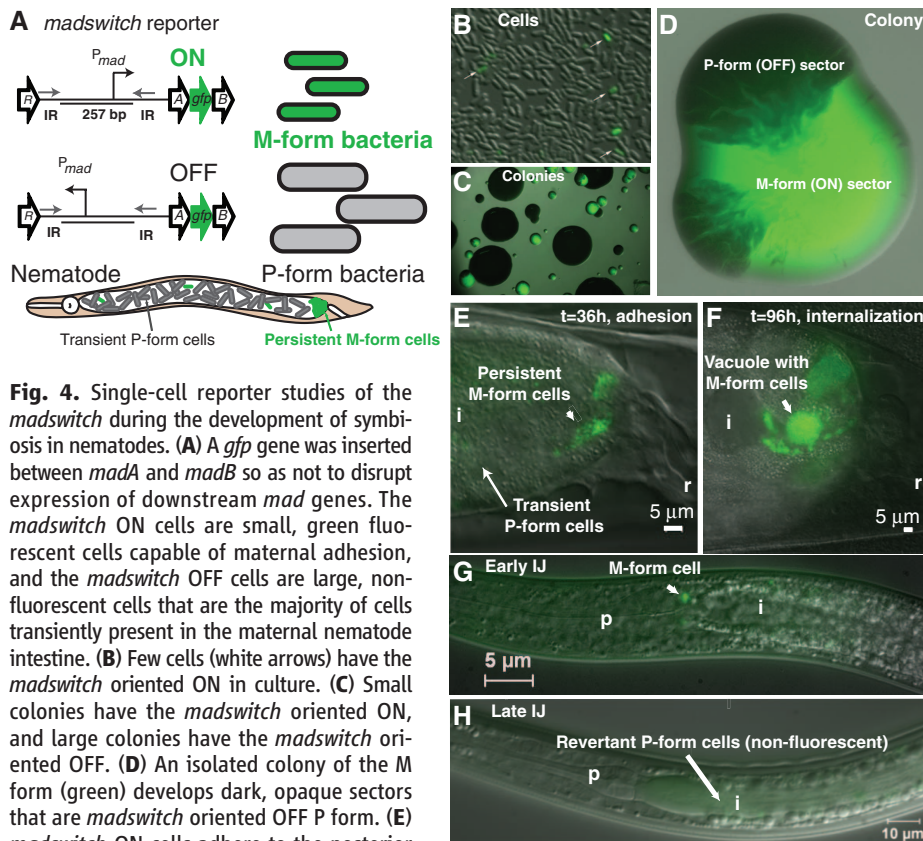 A madswitch reporter
Pmad ON
R A gfp B
IR 257 bp IR
M-form bacteria
Pmad OFF
R A gfp B
IR IR
Nematode P-form bacteria
Transient P-form cells Persistent M-form cells
Fig. 4. Single-cell reporter studies of the
madswitch during the development of symbi-
osis in nematodes. (A) A gfp gene was inserted
between madA and madB so as not to disrupt
expression of downstream mad genes. The
madswitch ON cells are small, green fluo-
rescent cells capable of maternal adhesion,
and the madswitch OFF cells are large, non-
fluorescent cells that are the majority of cells
transiently present in the maternal nematode
intestine. (B) Few cells (white arrows) have the
madswitch oriented ON in culture. (C) Small
colonies have the madswitch oriented ON,
and large colonies have the madswitch ori-
ented OFF. (D) An isolated colony of the M
form (green) develops dark, opaque sectors
that are madswitch oriented OFF P form. (E)
madswitch ON cells adhere to the posterior
B Cells
C Colonies
D Colony
P-form (OFF) sector
M-form (ON) sector
E t=36h, adhesion
Persistent
M-form cells
i
Transient
P-form cells
r
5 μm
F t=96h, internalization
Vacuole with
M-form cells
i
r
5 μm
G Early IJ
M-form cell
p i
5 μm
H Late IJ
Revertant P-form cells (non-fluorescent)
p i
10 μm